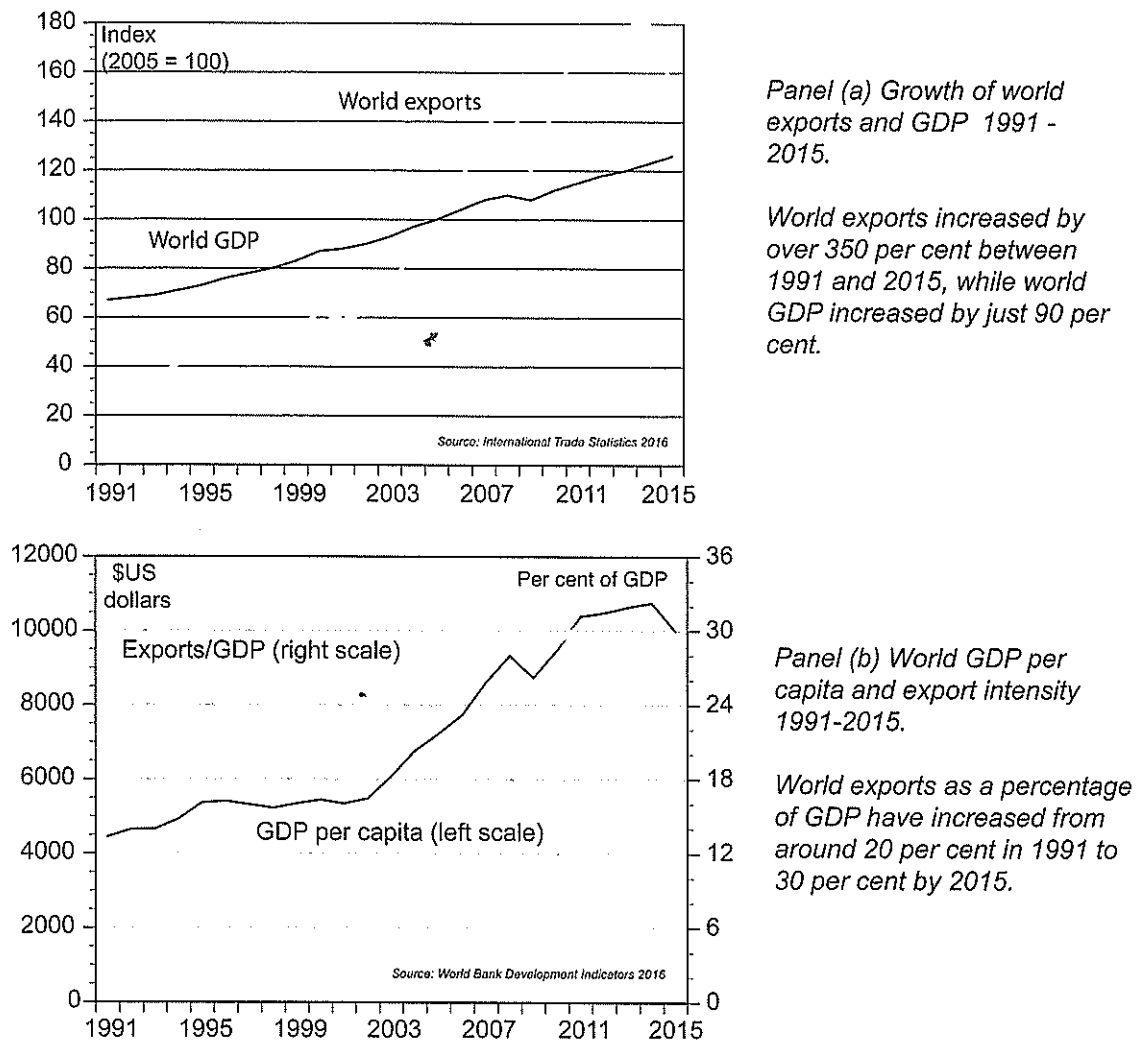 180
160
140
120
100
80
60
40
20
0
Index
(2005 = 100)
World exports
World GDP
Source: International Trade Statistics 2016
1991 1995 1999 2003 2007 2011 2015
Panel (a) Growth of world
exports and GDP 1991 -
2015.
World exports increased by
over 350 per cent between
1991 and 2015, while world
GDP increased by just 90 per
cent.
12000
10000
8000
6000
4000
2000
0
$US
dollars
Per cent of GDP
Exports/GDP (right scale)
GDP per capita (left scale)
Source: World Bank Development Indicators 2016
36
30
24
18
12
6
0
1991 1995 1999 2003 2007 2011 2015
Panel (b) World GDP per
capita and export intensity
1991-2015.
World exports as a percentage
of GDP have increased from
around 20 per cent in 1991 to
30 per cent by 2015.